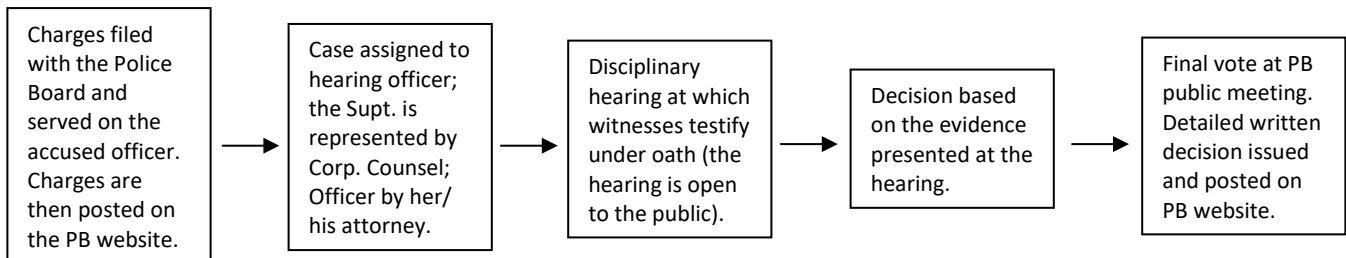 Charges filed
with the Police
Board and
served on the
accused officer.
Charges are
then posted on
the PB website.
Case assigned to
hearing officer;
the Supt. is
represented by
Corp. Counsel;
Officer by her/
his attorney.
Disciplinary
hearing at which
witnesses testify
under oath (the
hearing is open
to the public).
Decision based
on the evidence
presented at the
hearing.
Final vote at PB
public meeting.
Detailed written
decision issued
and posted on
PB website.